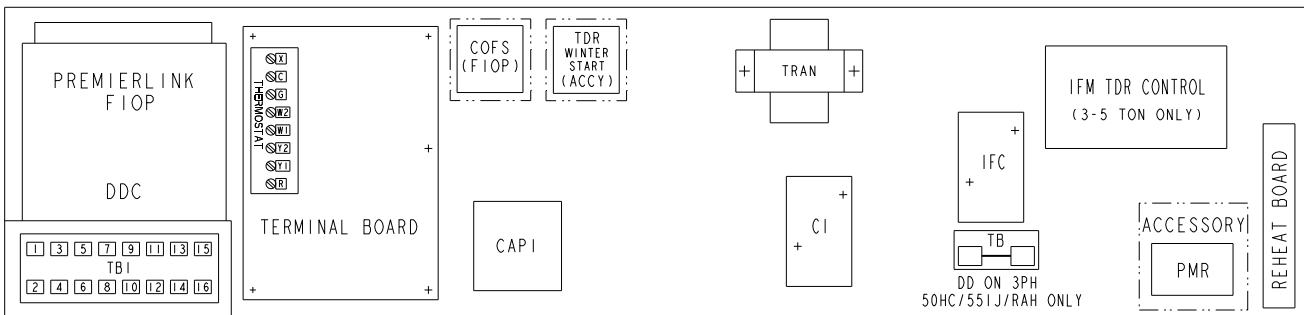 PREMIERLINK
FIOP
DDC
1 3 5 7 9 11 13 15
TB1
2 4 6 8 10 12 14 16
THERMOSTAT
X
C
G
W2
W1
Y2
Y1
R
TERMINAL BOARD
COFS
(FIOP)
TDR
WINTER
START
(ACCY)
CAP1
TRAN
C1
IFC
TB
DD ON 3PH
50HC/551J/RAH ONLY
IFM TDR CONTROL
(3-5 TON ONLY)
ACCESSORY
PMR
REHEAT BOARD